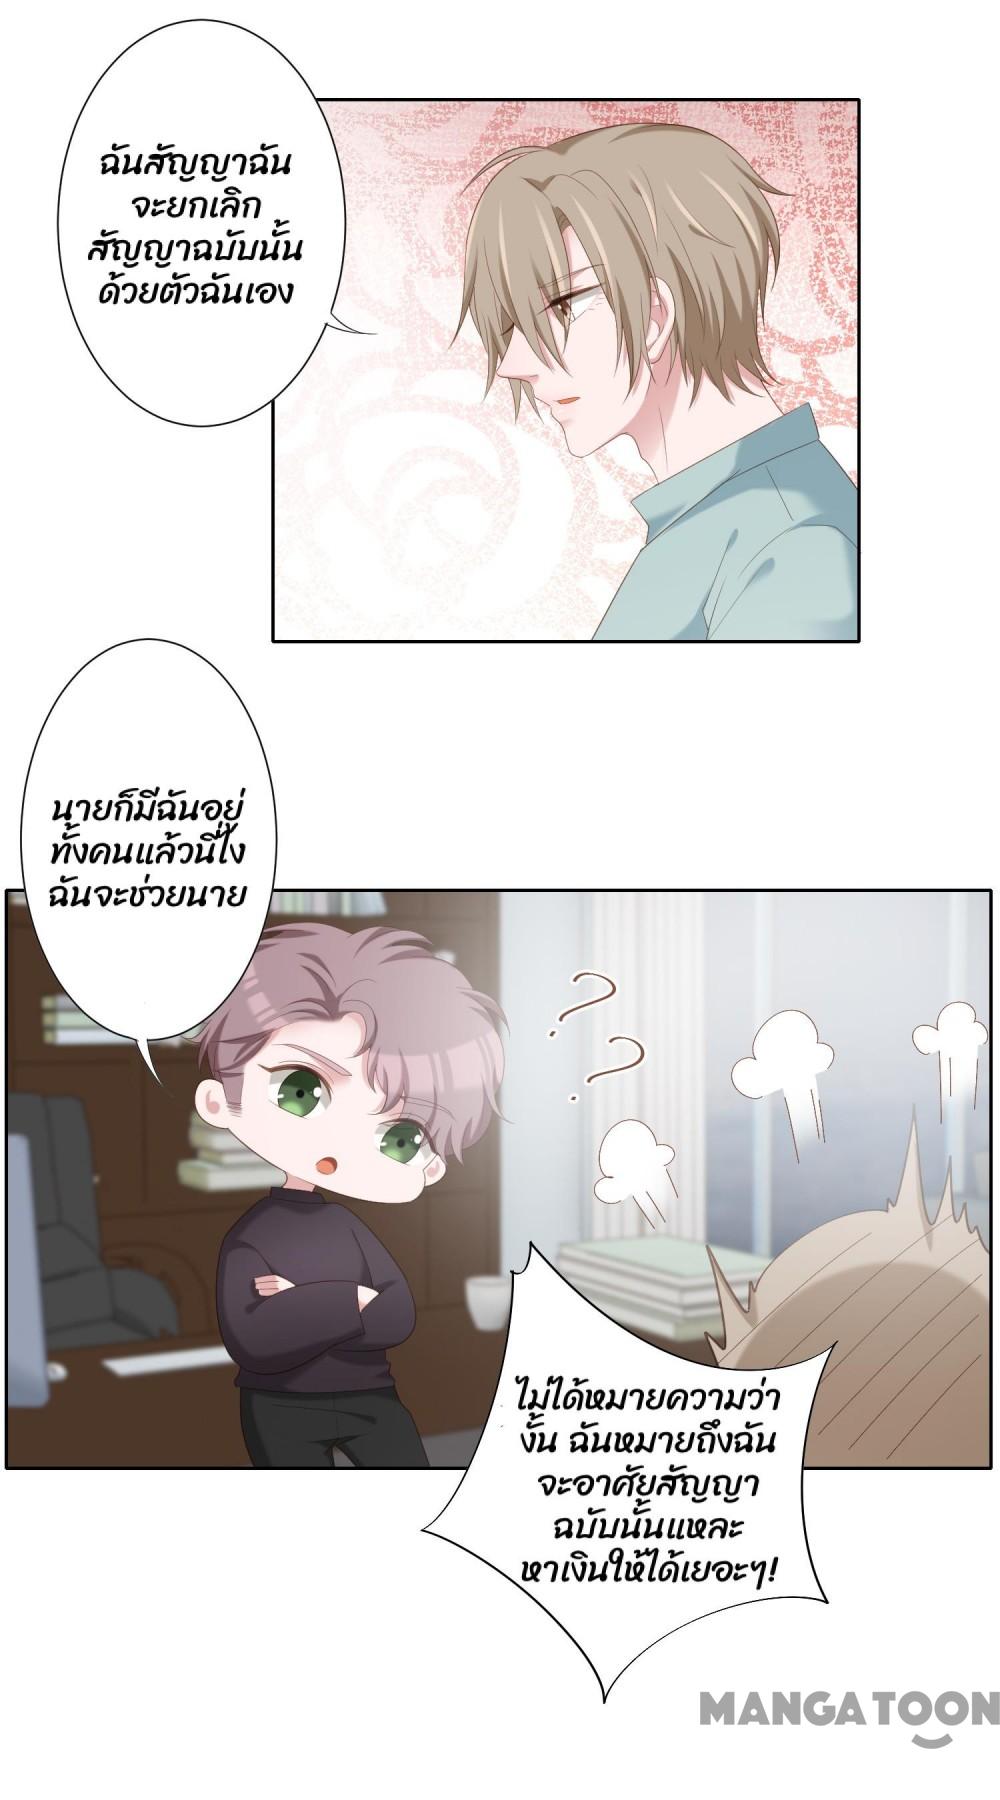 ฉันสัญญาฉัน
จะยกเลิก
สัญญาฉบับนั้น
ด้วยตัวฉันเอง
นายก็มีฉันอยู่
ทั้งคนแล้วนี่ไง
ฉันจะช่วยนาย
ไม่ได้หมายความว่า
งั้น ฉันหมายถึงฉัน
จะอาศัยสัญญา
ฉบับนั้นแหละ
หาเงินให้ได้เยอะๆ!
MANGATOON